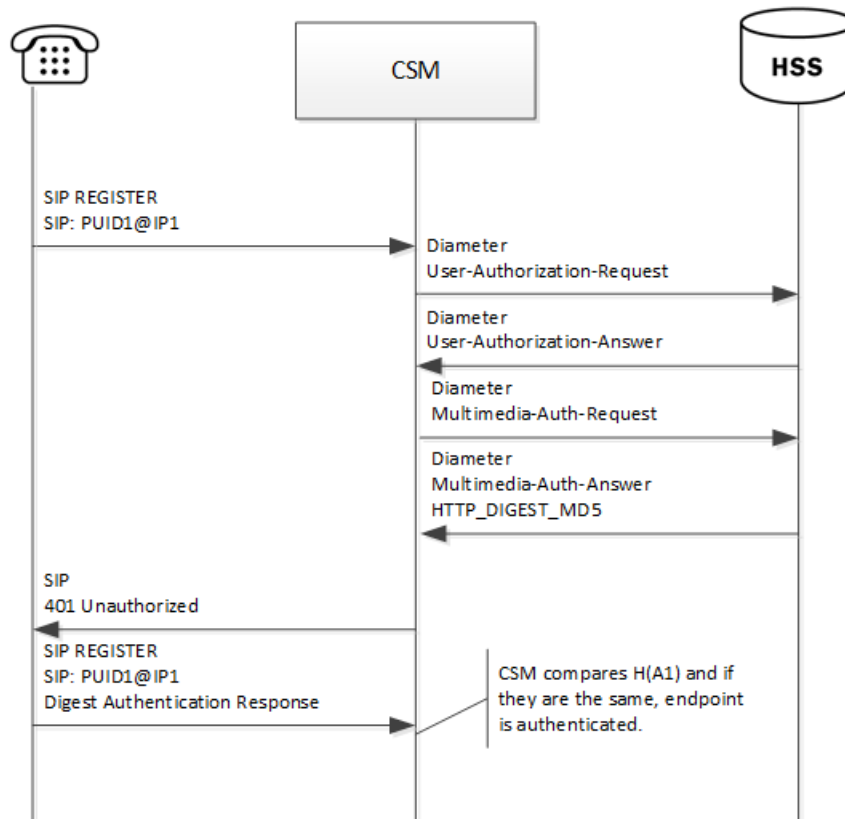 CSM
HSS
SIP REGISTER
SIP: PUID1@IP1
Diameter
User-Authorization-Request
Diameter
User-Authorization-Answer
Diameter
Multimedia-Auth-Request
Diameter
Multimedia-Auth-Answer
HTTP_DIGEST_MD5
SIP
401 Unauthorized
SIP REGISTER
SIP: PUID1@IP1
Digest Authentication Response
CSM compares H(A1) and if
they are the same, endpoint
is authenticated.